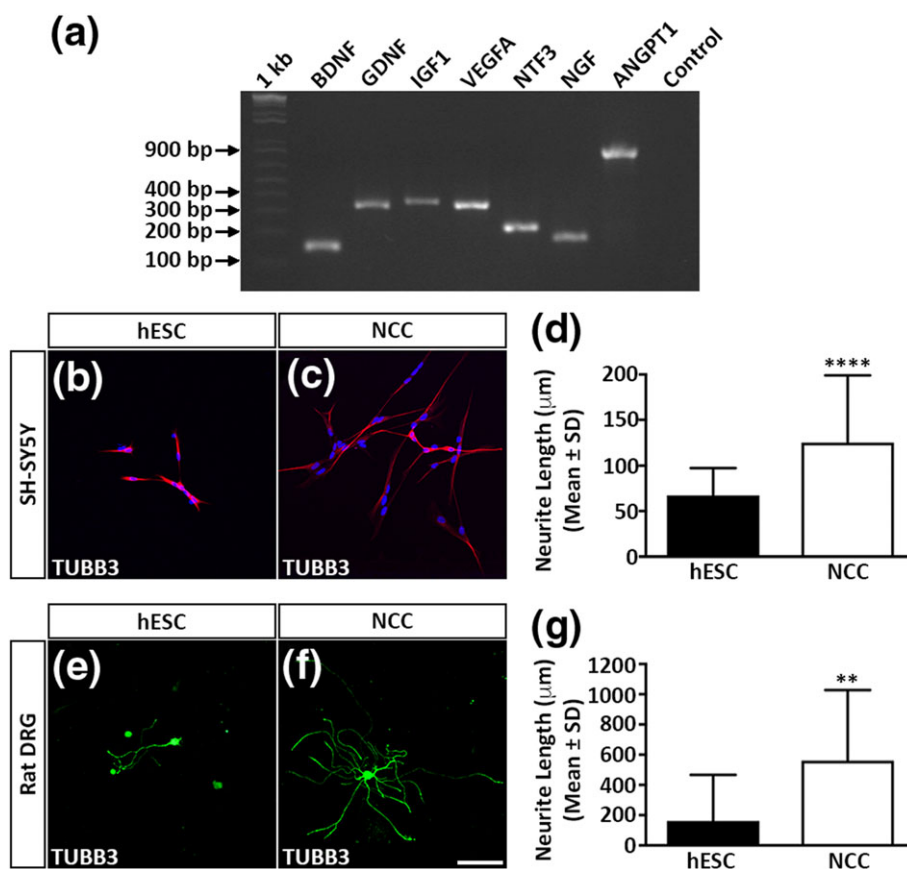 (a)
1 kb BDNF GDNF IGF1 VEGFA NTF3 NGF ANGPT1 Control
900 bp
400 bp
300 bp
200 bp
100 bp
hESC NCC
SH-SY5Y
(b) (c)
TUBB3 TUBB3
(d)
Neurite Length (μm)
(Mean ± SD)
200
150
100
50
0
****
hESC NCC
hESC NCC
Rat DRG
(e) (f)
TUBB3 TUBB3
(g)
Neurite Length (μm)
(Mean ± SD)
1200
1000
800
600
400
200
0
**
hESC NCC